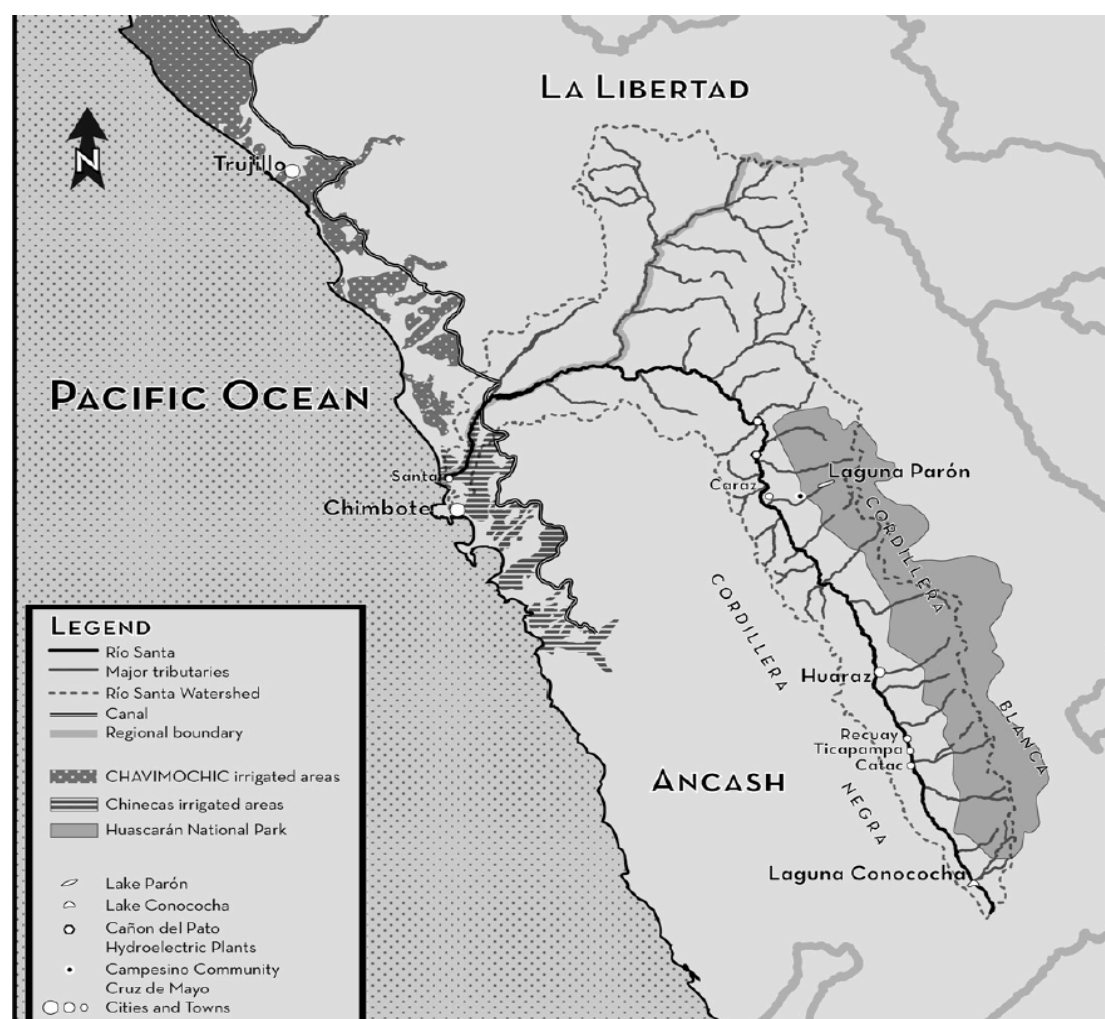 LA LIBERTAD
N
Trujillo
PACIFIC OCEAN
Santa
Chimbote
Caraz
Laguna Parón
CORDILLERA
BLANCA
CORDILLERA
NEGRA
Huaraz
Recuay
Ticapampa
Catac
ANCASH
Laguna Conococha
LEGEND
Río Santa
Major tributaries
Río Santa Watershed
Canal
Regional boundary
CHAVIMOCHIC irrigated areas
Chinecas irrigated areas
Huascarán National Park
Lake Parón
Lake Conococha
Cañon del Pato
Hydroelectric Plants
Campesino Community
Cruz de Mayo
Cities and Towns